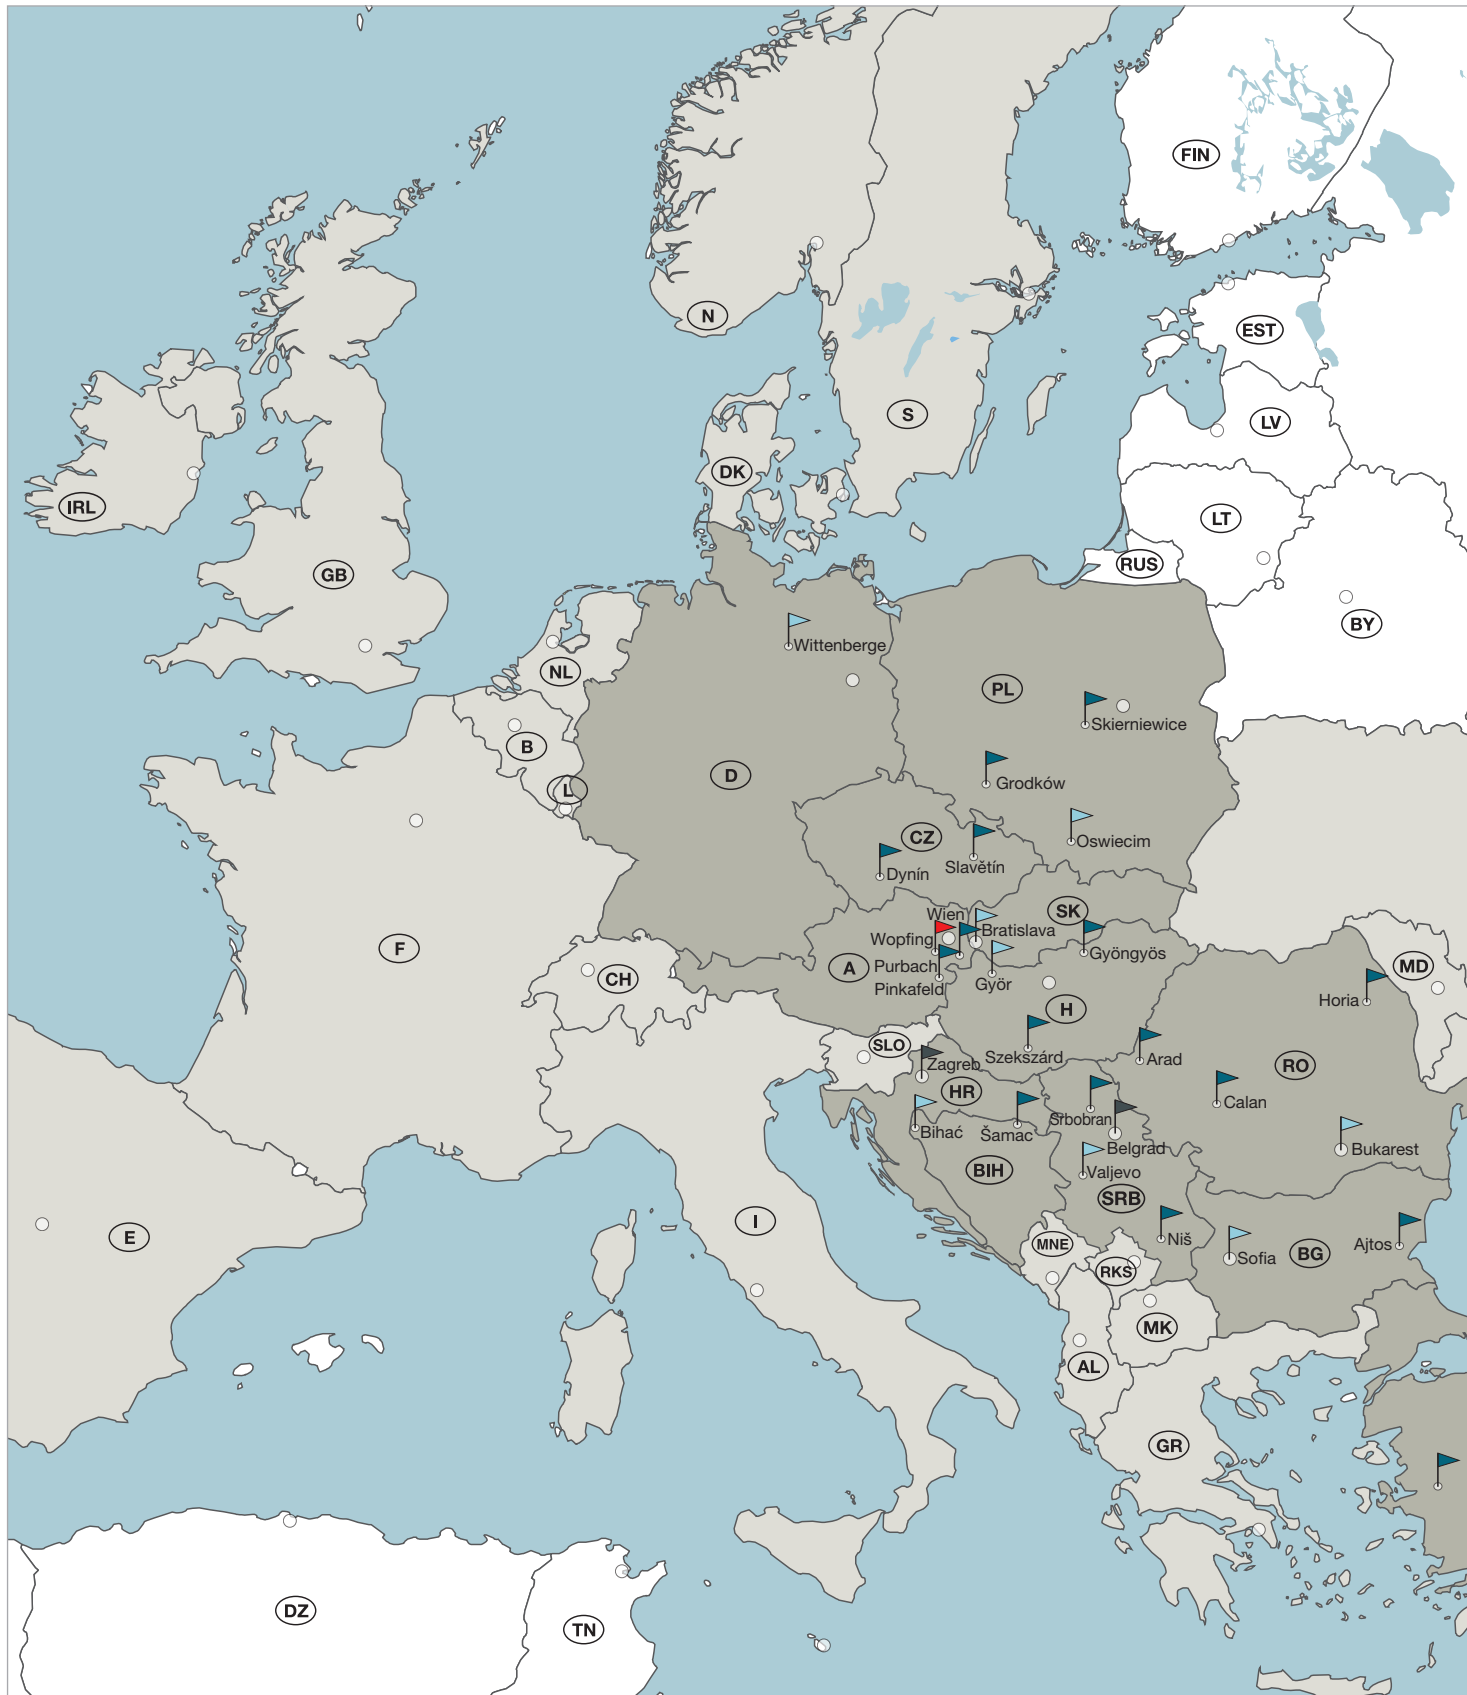 FIN
N
EST
S
LV
DK
IRL
LT
RUS
GB
BY
Wittenberge
NL
PL
Skierniewice
B
D
Grodków
L
CZ
Oswiecim
Slavětín
Dynín
SK
Wien
Bratislava
Wopfing
F
Gyöngyös
Purbach
MD
A
CH
Pinkafeld
Györ
Horia
H
SLO
Szekszárd
Arad
Zagreb
RO
HR
Calan
Srbobran
Bihać
Šamac
Belgrad
Bukarest
BIH
Valjevo
SRB
I
E
Niš
MNE
Ajtos
BG
Sofia
RKS
MK
AL
GR
DZ
TN